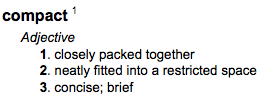 compact 1
Adjective
1. closely packed together
2. neatly fitted into a restricted space
3. concise; brief